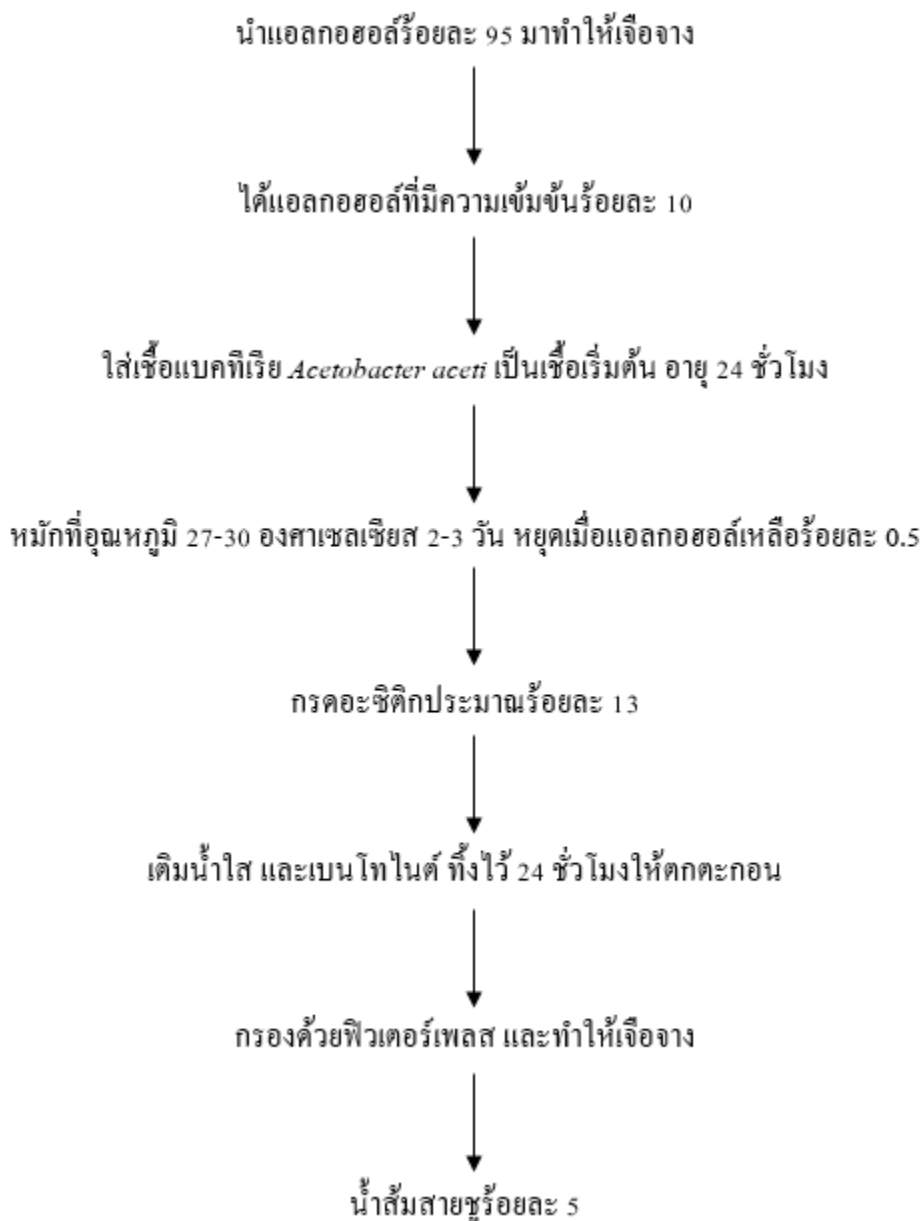 นำแอลกอฮอล์ร้อยละ 95 มาทำให้เจือจาง
ได้แอลกอฮอล์ที่มีความเข้มข้นร้อยละ 10
ใส่เชื้อแบคทีเรีย Acetobacter aceti เป็นเชื้อเริ่มต้น อายุ 24 ชั่วโมง
หมักที่อุณหภูมิ 27-30 องศาเซลเซียส 2-3 วัน หยุดเมื่อแอลกอฮอล์เหลือร้อยละ 0.5
กรดอะซิติกประมาณร้อยละ 13
เติมน้ำใส และเบนโทไนต์ ทิ้งไว้ 24 ชั่วโมงให้ตกตะกอน
กรองด้วยฟิวเตอร์เพลส และทำให้เจือจาง
น้ำส้มสายชูร้อยละ 5